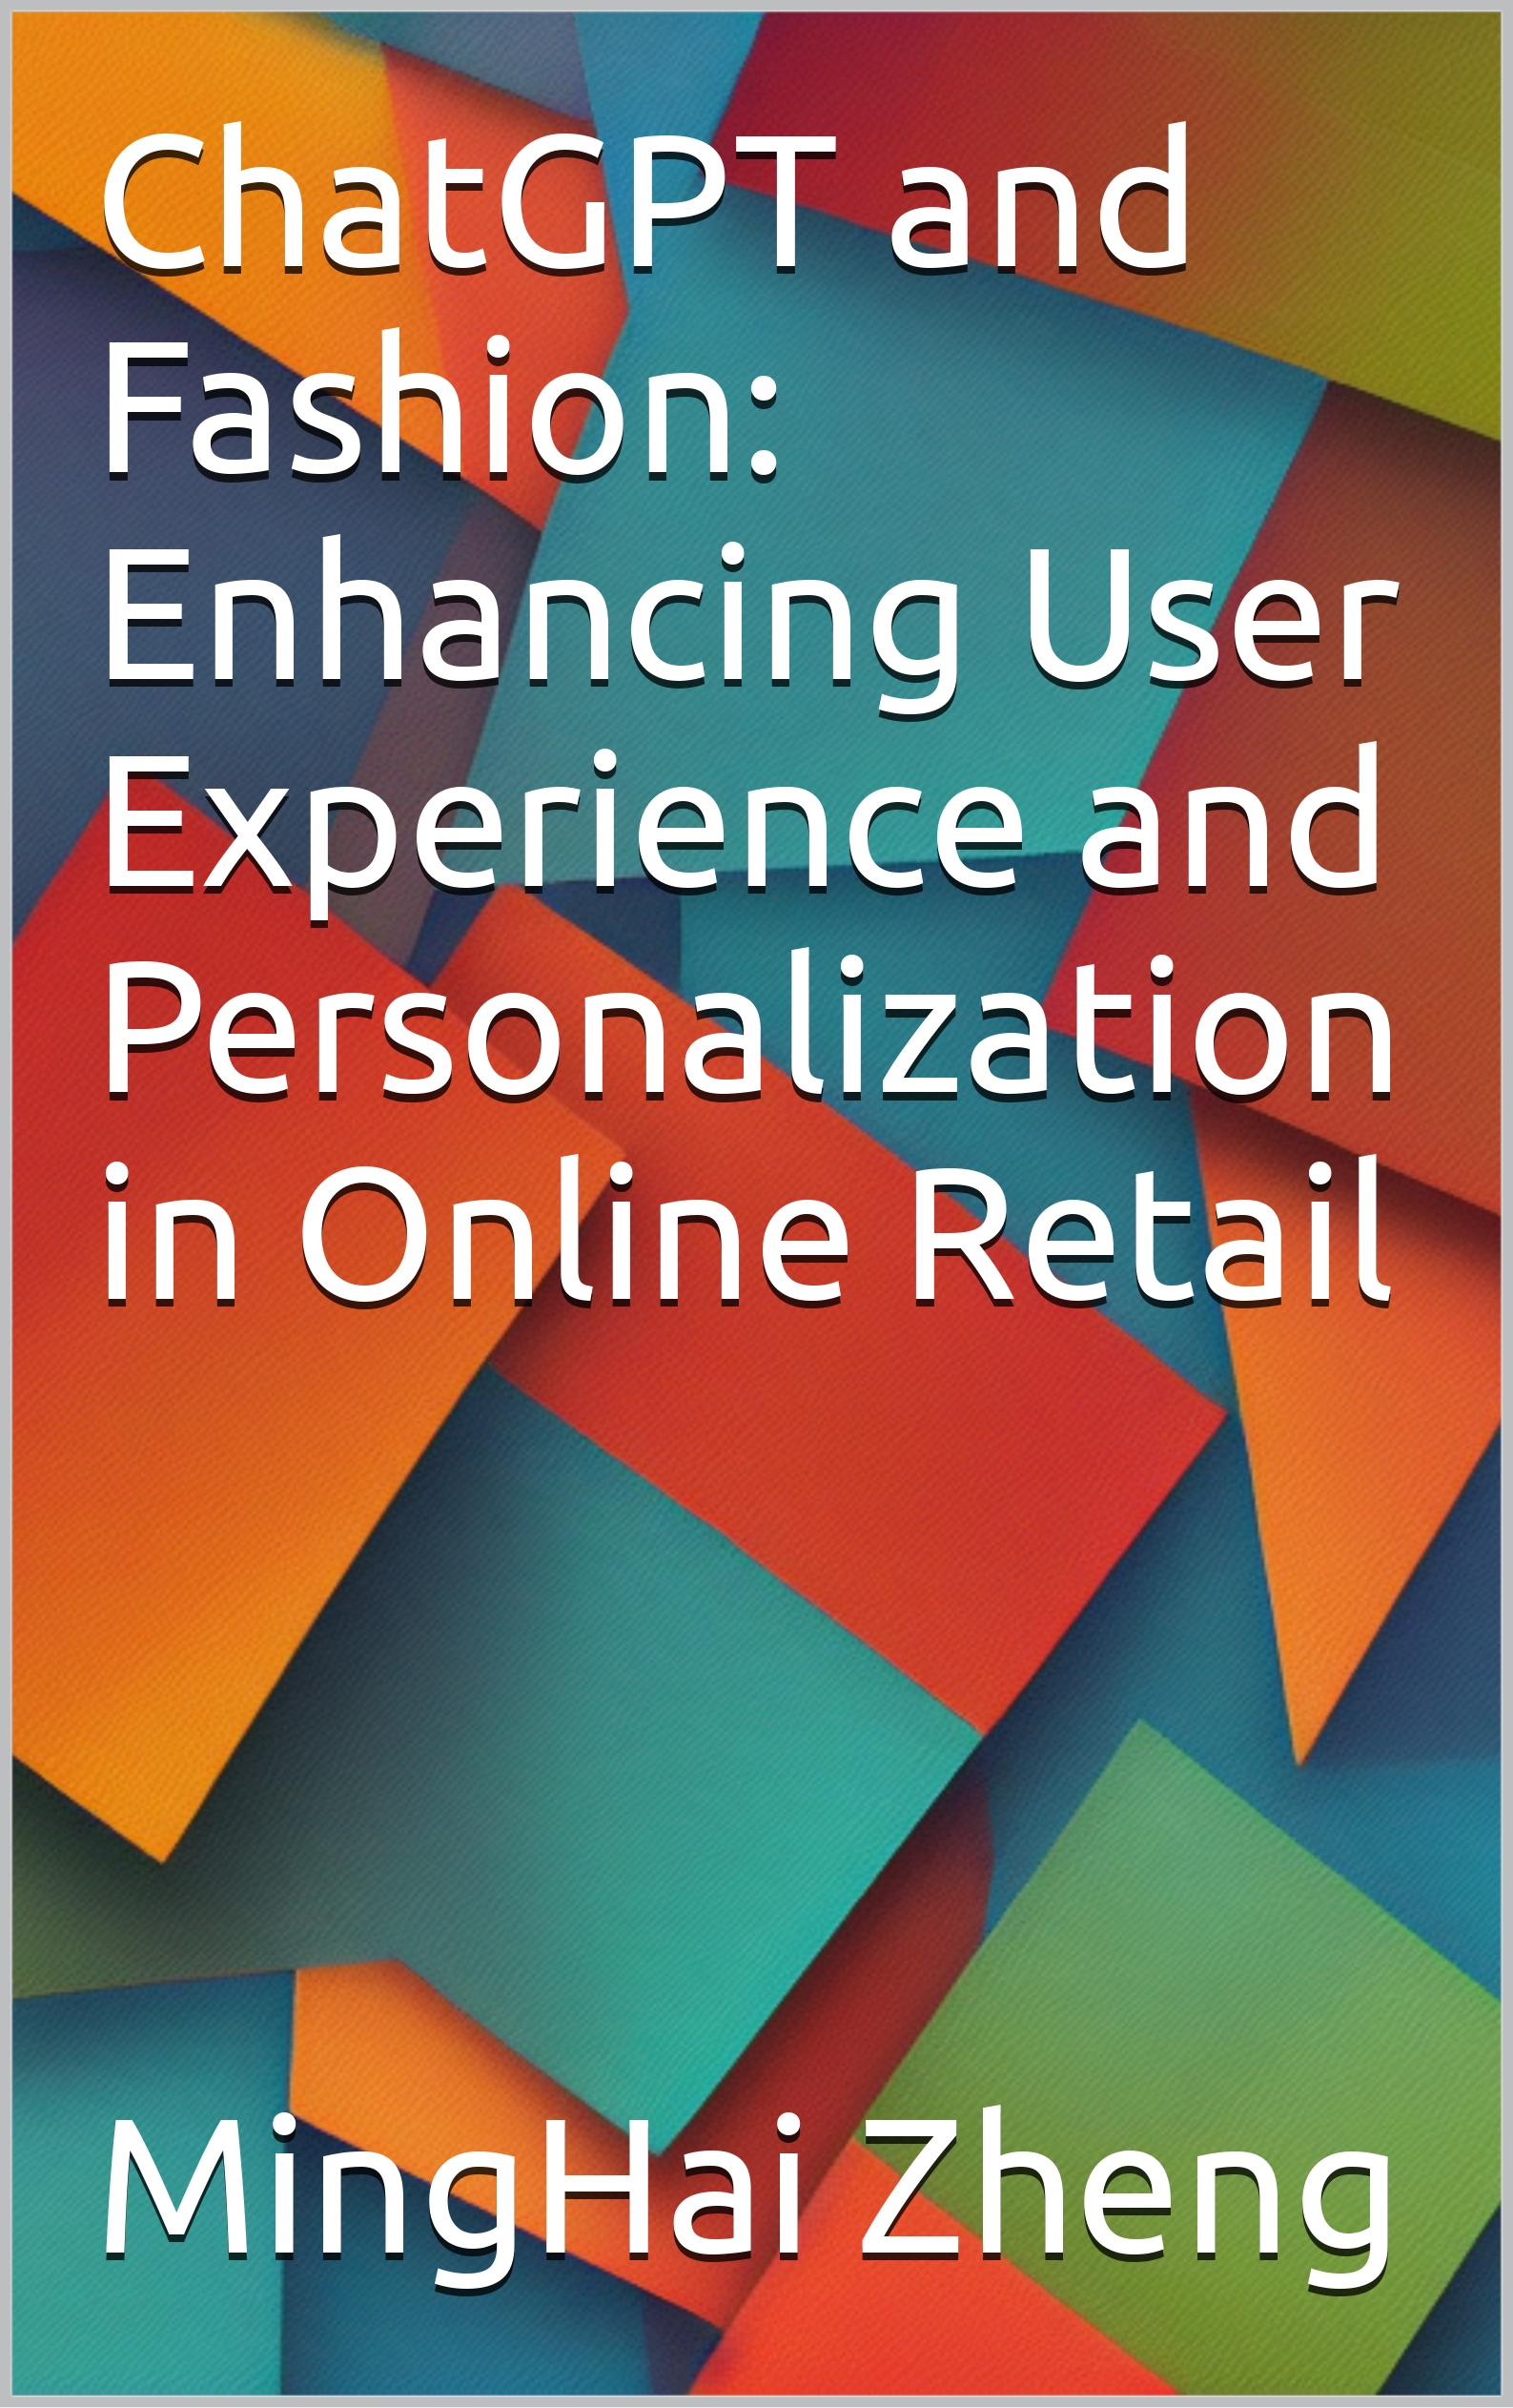 ChatGPT and
Fashion:
Enhancing User
Experience and
Personalization
in Online Retail
MingHai Zheng